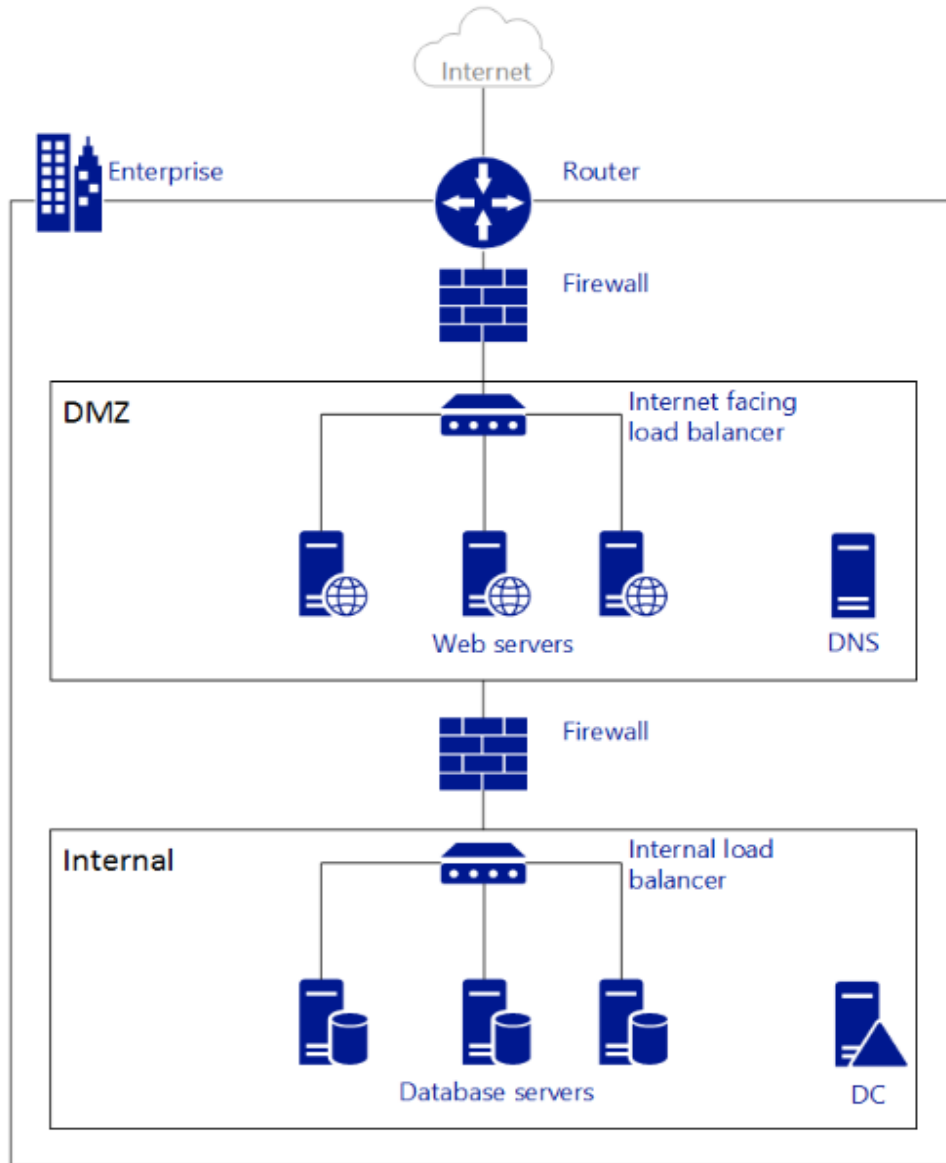 Internet
Enterprise
Router
Firewall
DMZ
Internet facing
load balancer
Web servers
DNS
Firewall
Internal
Internal load
balancer
Database servers
DC